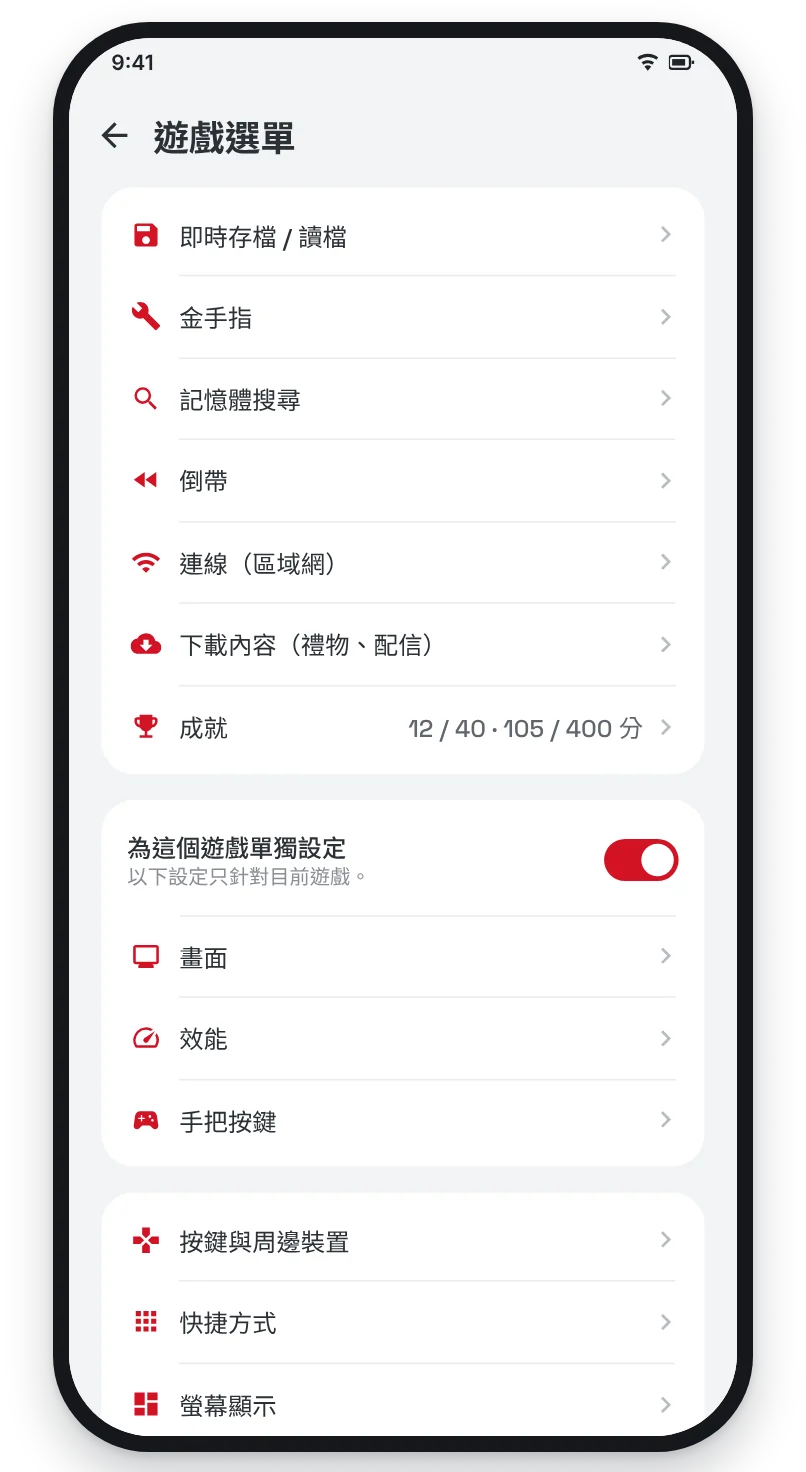 9:41
遊戲選單
即時存檔 / 讀檔
金手指
記憶體搜尋
倒帶
連線（區域網）
下載內容（禮物、配信）
成就 12 / 40 · 105 / 400 分
為這個遊戲單獨設定
以下設定只針對目前遊戲。
畫面
效能
手把按鍵
按鍵與周邊裝置
快捷方式
螢幕顯示